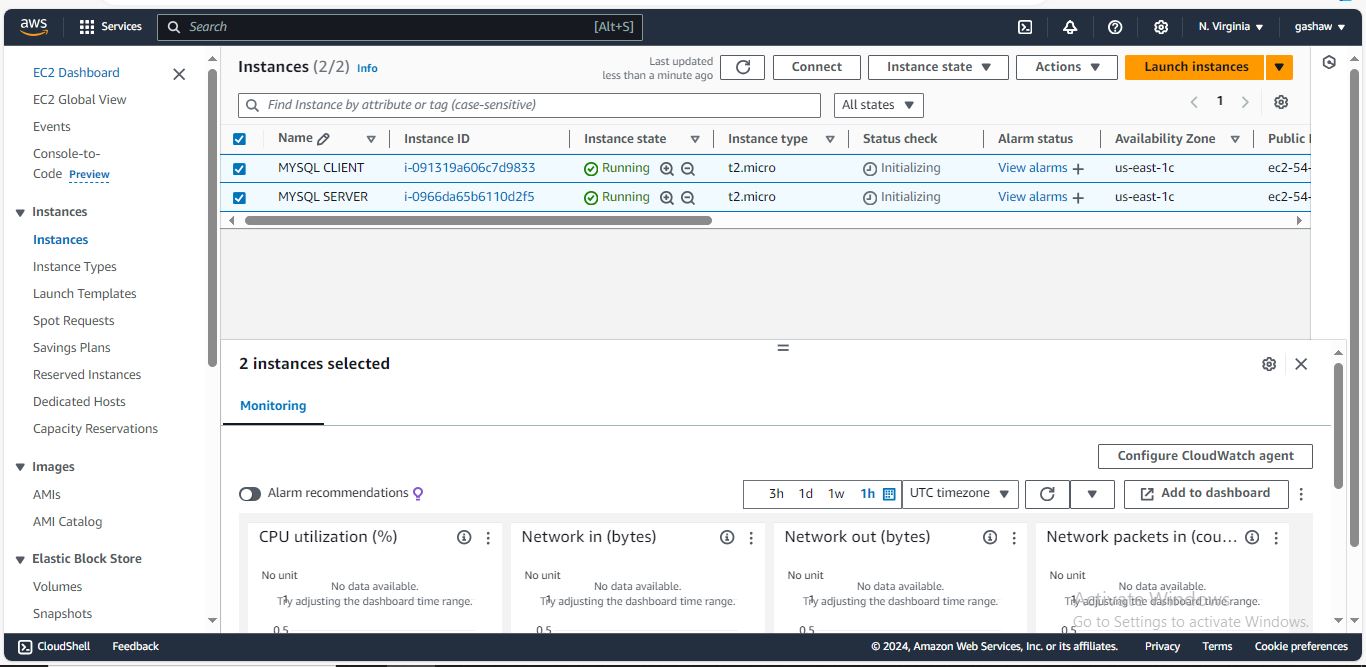 aws
Services
Search
[Alt+S]
N. Virginia
gashaw
EC2 Dashboard
EC2 Global View
Events
Console-to-
Code Preview
Instances
Instances
Instance Types
Launch Templates
Spot Requests
Savings Plans
Reserved Instances
Dedicated Hosts
Capacity Reservations
Images
AMIs
AMI Catalog
Elastic Block Store
Volumes
Snapshots
Instances (2/2) Info
Last updated
less than a minute ago
Connect
Instance state
Actions
Launch instances
Find Instance by attribute or tag (case-sensitive)
All states
1
Name Instance ID Instance state Instance type Status check Alarm status Availability Zone Public
MYSQL CLIENT i-091319a606c7d9833 Running t2.micro Initializing View alarms + us-east-1c ec2-54-
MYSQL SERVER i-0966da65b6110d2f5 Running t2.micro Initializing View alarms + us-east-1c ec2-54-
2 instances selected
Monitoring
Configure CloudWatch agent
Alarm recommendations
3h 1d 1w 1h
UTC timezone
Add to dashboard
CPU utilization (%)
No unit
No data available.
1
Try adjusting the dashboard time range.
0.5
Network in (bytes)
No unit
No data available.
1
Try adjusting the dashboard time range.
0.5
Network out (bytes)
No unit
No data available.
1
Try adjusting the dashboard time range.
0.5
Network packets in (cou...
No unit
No data available.
1
Try adjusting the dashboard time range.
0.5
Activate Windows
Go to Settings to activate Windows.
CloudShell Feedback
© 2024, Amazon Web Services, Inc. or its affiliates. Privacy Terms Cookie preferences